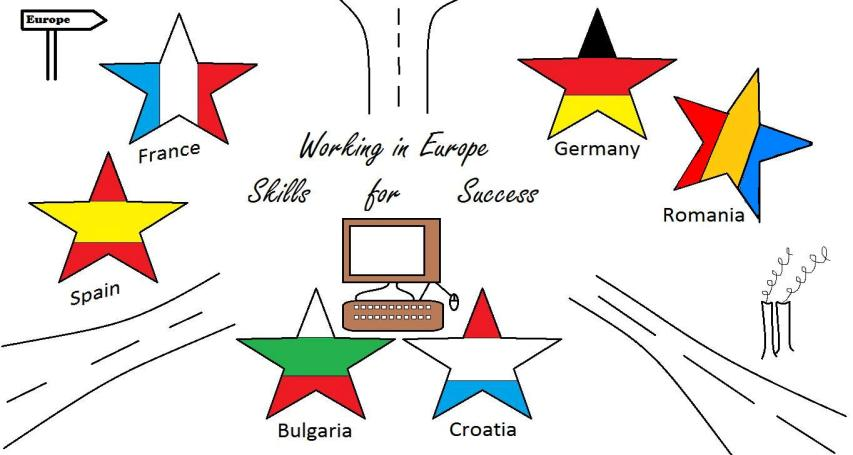 Europe
France
Germany
Working in Europe
Skills for Success
Romania
Spain
Bulgaria
Croatia